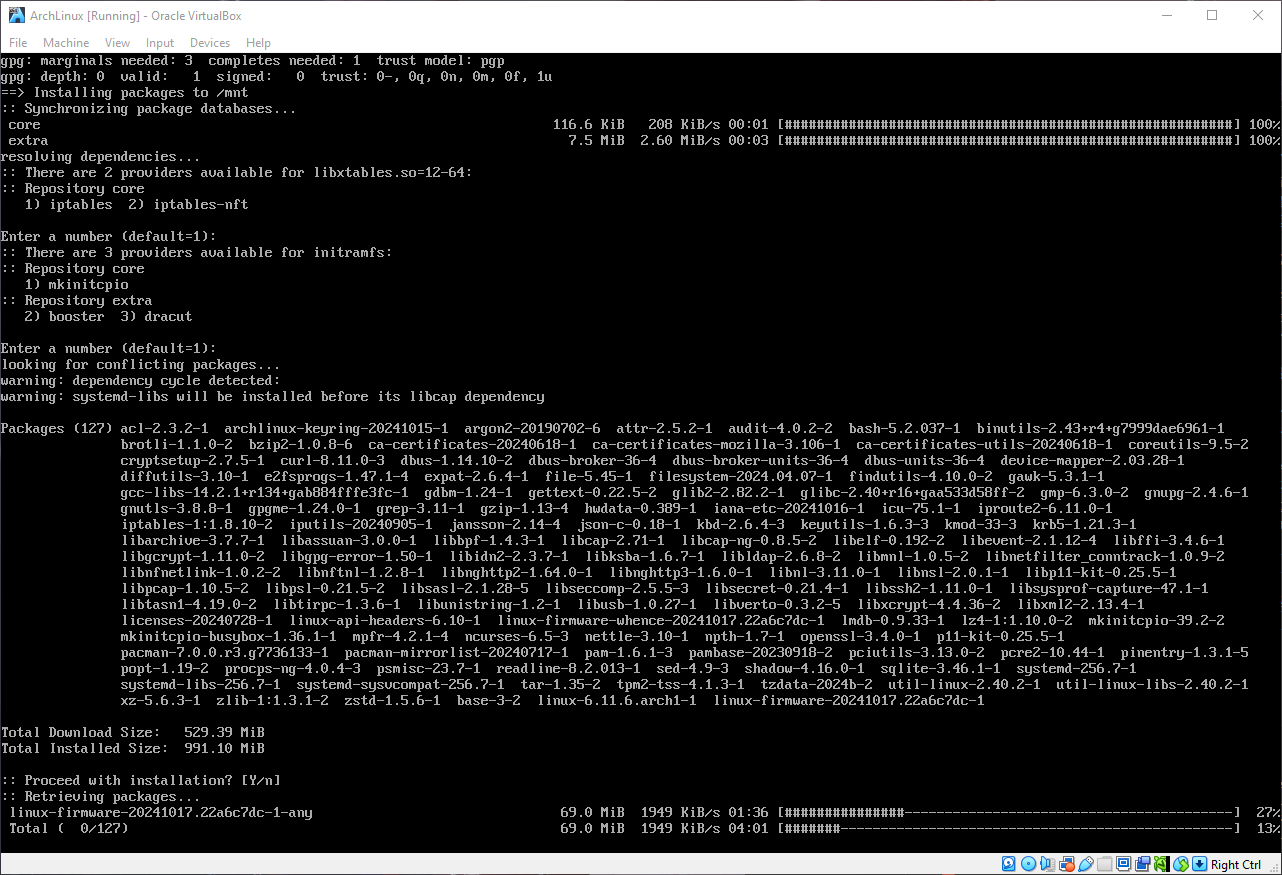 ArchLinux [Running] - Oracle VirtualBox
File Machine View Input Devices Help
gpg: marginals needed: 3  completes needed: 1  trust model: pgp
gpg: depth: 0  valid:   1  signed:   0  trust: 0-, 0q, 0n, 0m, 0f, 1u
==> Installing packages to /mnt
:: Synchronizing package databases...
 core 116.6 KiB   208 KiB/s 00:01 [########################################################] 100%
 extra 7.5 MiB  2.60 MiB/s 00:03 [########################################################] 100%
resolving dependencies...
:: There are 2 providers available for libxtables.so=12-64:
:: Repository core
   1) iptables  2) iptables-nft
Enter a number (default=1):
:: There are 3 providers available for initramfs:
:: Repository core
   1) mkinitcpio
:: Repository extra
   2) booster  3) dracut
Enter a number (default=1):
looking for conflicting packages...
warning: dependency cycle detected:
warning: systemd-libs will be installed before its libcap dependency
Packages (127) acl-2.3.2-1  archlinux-keyring-20241015-1  argon2-20190702-6  attr-2.5.2-1  audit-4.0.2-2  bash-5.2.037-1  binutils-2.43+r4+g7999dae6961-1
brotli-1.1.0-2  bzip2-1.0.8-6  ca-certificates-20240618-1  ca-certificates-mozilla-3.106-1  ca-certificates-utils-20240618-1  coreutils-9.5-2
cryptsetup-2.7.5-1  curl-8.11.0-3  dbus-1.14.10-2  dbus-broker-36-4  dbus-broker-units-36-4  dbus-units-36-4  device-mapper-2.03.28-1
diffutils-3.10-1  e2fsprogs-1.47.1-4  expat-2.6.4-1  file-5.45-1  filesystem-2024.04.07-1  findutils-4.10.0-2  gawk-5.3.1-1
gcc-libs-14.2.1+r134+gab884fffe3fc-1  gdbm-1.24-1  gettext-0.22.5-2  glib2-2.82.2-1  glibc-2.40+r16+gaa533d58ff-2  gmp-6.3.0-2  gnupg-2.4.6-1
gnutls-3.8.8-1  gpgme-1.24.0-1  grep-3.11-1  gzip-1.13-4  hwdata-0.389-1  iana-etc-20241016-1  icu-75.1-1  iproute2-6.11.0-1
iptables-1:1.8.10-2  iputils-20240905-1  jansson-2.14-4  json-c-0.18-1  kbd-2.6.4-3  keyutils-1.6.3-3  kmod-33-3  krb5-1.21.3-1
libarchive-3.7.7-1  libassuan-3.0.0-1  libbpf-1.4.3-1  libcap-2.71-1  libcap-ng-0.8.5-2  libelf-0.192-2  libevent-2.1.12-4  libffi-3.4.6-1
libgcrypt-1.11.0-2  libgpg-error-1.50-1  libidn2-2.3.7-1  libksba-1.6.7-1  libldap-2.6.8-2  libmnl-1.0.5-2  libnetfilter_conntrack-1.0.9-2
libnfnetlink-1.0.2-2  libnftnl-1.2.8-1  libnghttp2-1.64.0-1  libnghttp3-1.6.0-1  libnl-3.11.0-1  libnsl-2.0.1-1  libp11-kit-0.25.5-1
libpcap-1.10.5-2  libpsl-0.21.5-2  libsasl-2.1.28-5  libseccomp-2.5.5-3  libsecret-0.21.4-1  libssh2-1.11.0-1  libsysprof-capture-47.1-1
libtasn1-4.19.0-2  libtirpc-1.3.6-1  libunistring-1.2-1  libusb-1.0.27-1  libverto-0.3.2-5  libxcrypt-4.4.36-2  libxml2-2.13.4-1
licenses-20240728-1  linux-api-headers-6.10-1  linux-firmware-whence-20241017.22a6c7dc-1  lmdb-0.9.33-1  lz4-1:1.10.0-2  mkinitcpio-39.2-2
mkinitcpio-busybox-1.36.1-1  mpfr-4.2.1-4  ncurses-6.5-3  nettle-3.10-1  npth-1.7-1  openssl-3.4.0-1  p11-kit-0.25.5-1
pacman-7.0.0.r3.g7736133-1  pacman-mirrorlist-20240717-1  pam-1.6.1-3  pambase-20230918-2  pciutils-3.13.0-2  pcre2-10.44-1  pinentry-1.3.1-5
popt-1.19-2  procps-ng-4.0.4-3  psmisc-23.7-1  readline-8.2.013-1  sed-4.9-3  shadow-4.16.0-1  sqlite-3.46.1-1  systemd-256.7-1
systemd-libs-256.7-1  systemd-sysvcompat-256.7-1  tar-1.35-2  tpm2-tss-4.1.3-1  tzdata-2024b-2  util-linux-2.40.2-1  util-linux-libs-2.40.2-1
xz-5.6.3-1  zlib-1:1.3.1-2  zstd-1.5.6-1  base-3-2  linux-6.11.6.arch1-1  linux-firmware-20241017.22a6c7dc-1
Total Download Size:   529.39 MiB
Total Installed Size:  991.10 MiB
:: Proceed with installation? [Y/n]
:: Retrieving packages...
 linux-firmware-20241017.22a6c7dc-1-any 69.0 MiB  1949 KiB/s 01:36 [###############-----------------------------------------]  27%
 Total (  0/127) 69.0 MiB  1949 KiB/s 04:01 [#######-------------------------------------------------]  13%
Right Ctrl